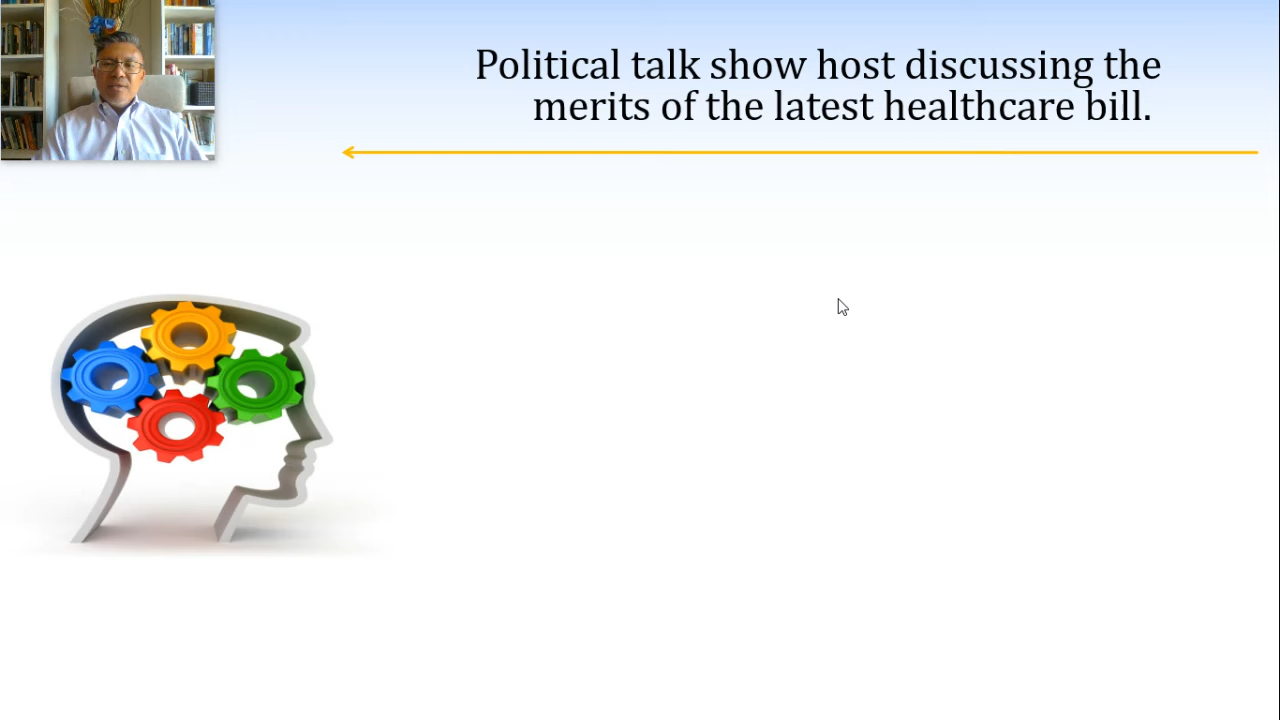 Political talk show host discussing the
merits of the latest healthcare bill.